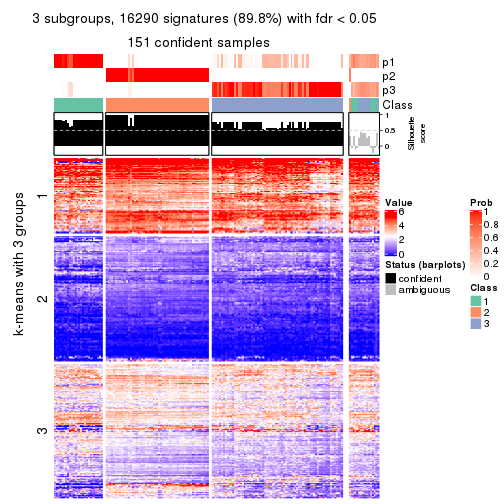 3 subgroups, 16290 signatures (89.8%) with fdr < 0.05
151 confident samples
p1
p2
p3
Class
1
0.5
0
Silhouette
score
k-means with 3 groups
1
2
3
Value
6
4
2
0
Status (barplots)
confident
ambiguous
Prob
1
0.8
0.6
0.4
0.2
0
Class
1
2
3